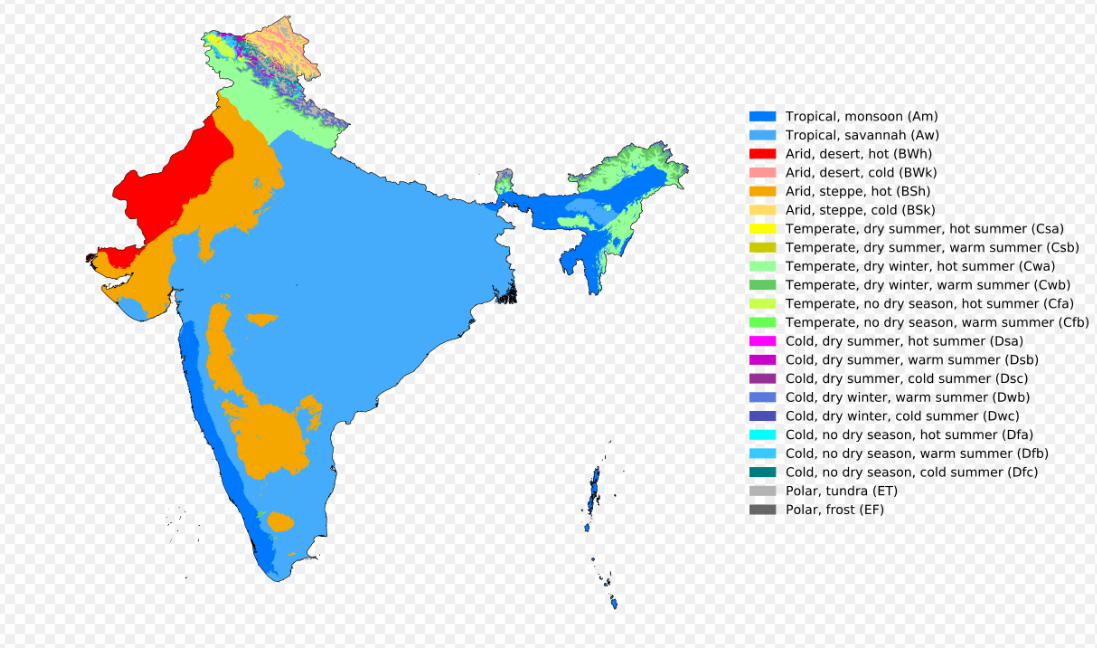 Tropical, monsoon (Am)
Tropical, savannah (Aw)
Arid, desert, hot (BWh)
Arid, desert, cold (BWk)
Arid, steppe, hot (BSh)
Arid, steppe, cold (BSk)
Temperate, dry summer, hot summer (Csa)
Temperate, dry summer, warm summer (Csb)
Temperate, dry winter, hot summer (Cwa)
Temperate, dry winter, warm summer (Cwb)
Temperate, no dry season, hot summer (Cfa)
Temperate, no dry season, warm summer (Cfb)
Cold, dry summer, hot summer (Dsa)
Cold, dry summer, warm summer (Dsb)
Cold, dry summer, cold summer (Dsc)
Cold, dry winter, warm summer (Dwb)
Cold, dry winter, cold summer (Dwc)
Cold, no dry season, hot summer (Dfa)
Cold, no dry season, warm summer (Dfb)
Cold, no dry season, cold summer (Dfc)
Polar, tundra (ET)
Polar, frost (EF)